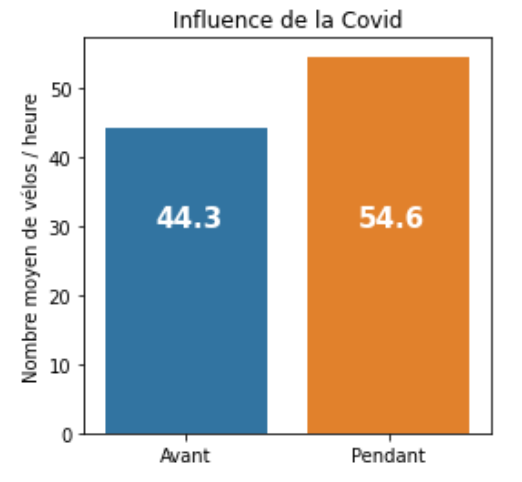 Influence de la Covid
Nombre moyen de vélos / heure
50
40
30
20
10
0
44.3
54.6
Avant
Pendant